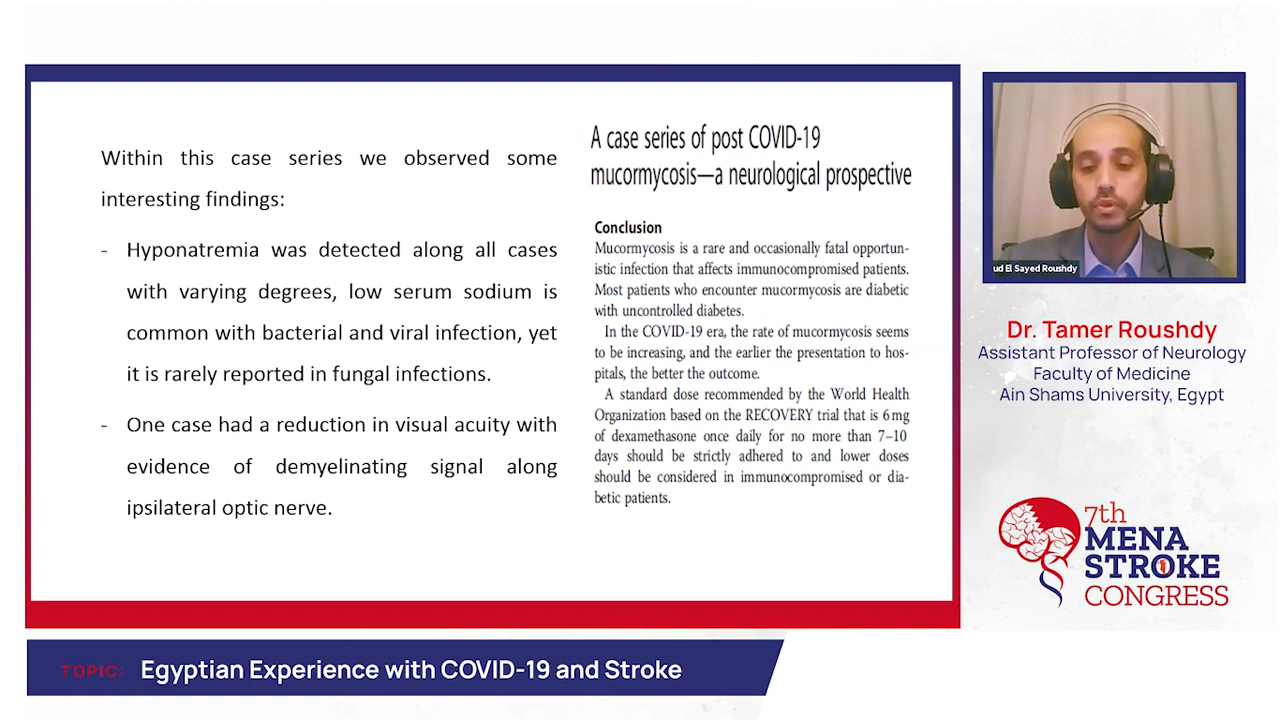 Within this case series we observed some
interesting findings:
- Hyponatremia was detected along all cases
with varying degrees, low serum sodium is
common with bacterial and viral infection, yet
it is rarely reported in fungal infections.
- One case had a reduction in visual acuity with
evidence of demyelinating signal along
ipsilateral optic nerve.
A case series of post COVID-19
mucormycosis—a neurological prospective
Conclusion
Mucormycosis is a rare and occasionally fatal opportun-
istic infection that affects immunocompromised patients.
Most patients who encounter mucormycosis are diabetic
with uncontrolled diabetes.
In the COVID-19 era, the rate of mucormycosis seems
to be increasing, and the earlier the presentation to hos-
pitals, the better the outcome.
A standard dose recommended by the World Health
Organization based on the RECOVERY trial that is 6 mg
of dexamethasone once daily for no more than 7–10
days should be strictly adhered to and lower doses
should be considered in immunocompromised or dia-
betic patients.
ud El Sayed Roushdy
Dr. Tamer Roushdy
Assistant Professor of Neurology
Faculty of Medicine
Ain Shams University, Egypt
7th
MENA
STROKE
CONGRESS
TOPIC: Egyptian Experience with COVID-19 and Stroke